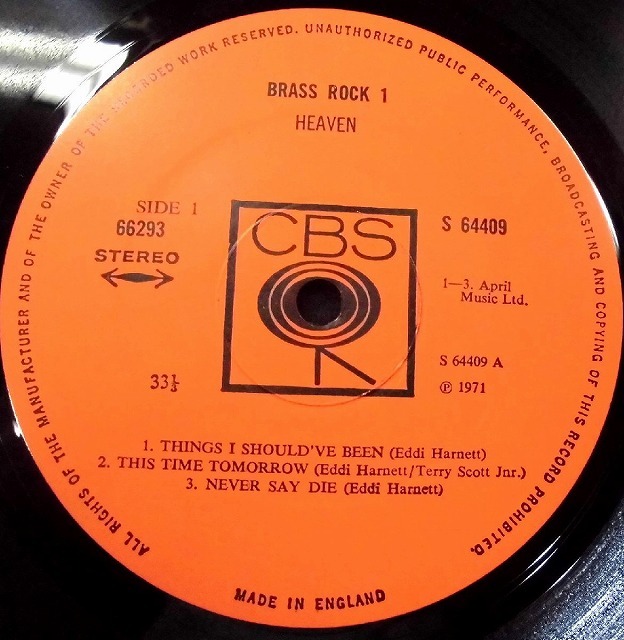 ALL RIGHTS OF THE MANUFACTURER AND OF THE OWNER OF THE RECORDED WORK RESERVED. UNAUTHORIZED PUBLIC PERFORMANCE, BROADCASTING AND COPYING OF THIS RECORD PROHIBITED.
BRASS ROCK 1
HEAVEN
SIDE 1
66293
STEREO
33⅓
CBS
S 64409
1—3. April
Music Ltd.
S 64409 A
℗ 1971
1. THINGS I SHOULD'VE BEEN (Eddi Harnett)
2. THIS TIME TOMORROW (Eddi Harnett/Terry Scott Jnr.)
3. NEVER SAY DIE (Eddi Harnett)
MADE IN ENGLAND